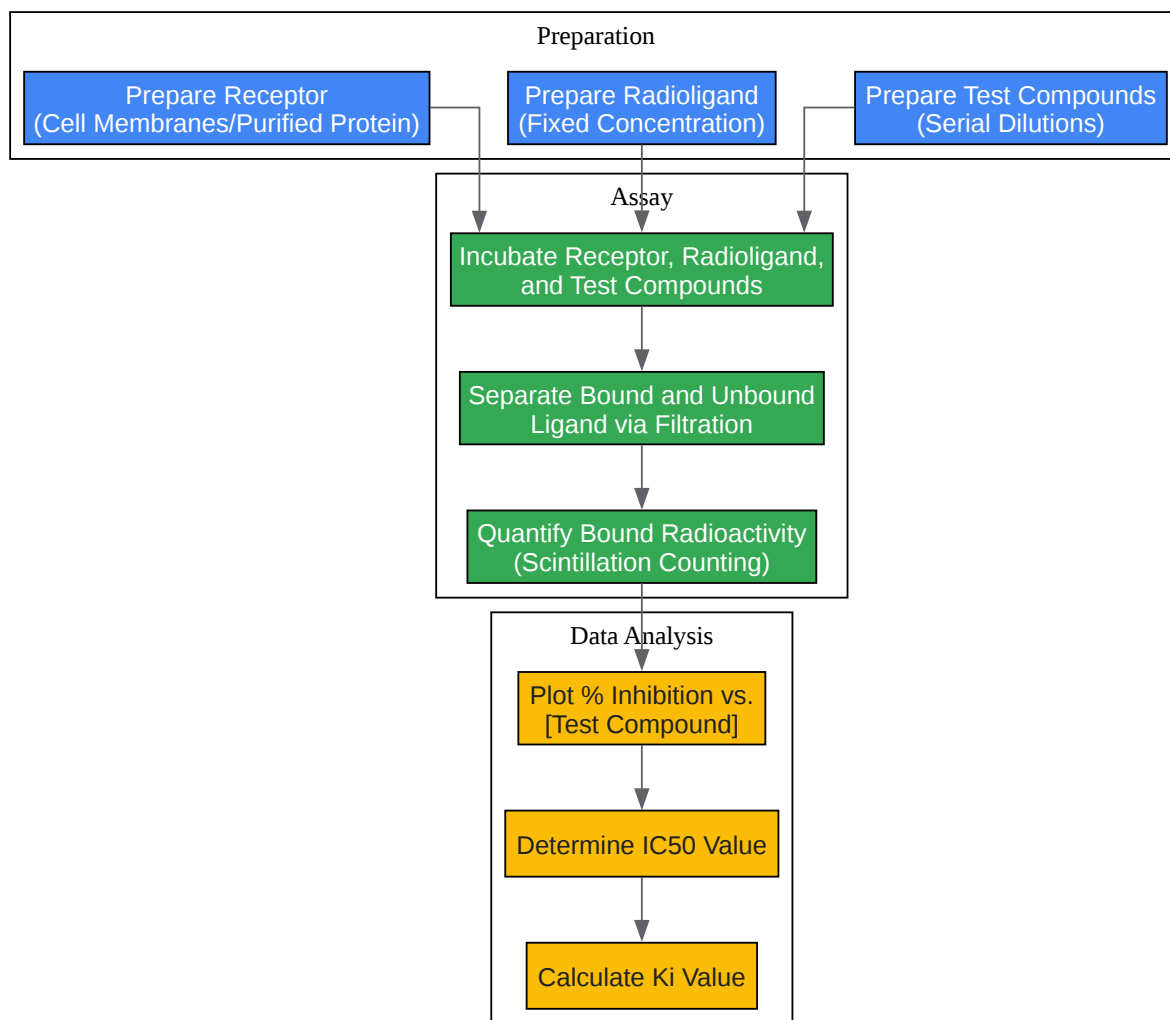 Preparation
Prepare Receptor
(Cell Membranes/Purified Protein)
Prepare Radioligand
(Fixed Concentration)
Prepare Test Compounds
(Serial Dilutions)
Assay
Incubate Receptor, Radioligand,
and Test Compounds
Separate Bound and Unbound
Ligand via Filtration
Quantify Bound Radioactivity
(Scintillation Counting)
Data Analysis
Plot % Inhibition vs.
[Test Compound]
Determine IC50 Value
Calculate Ki Value